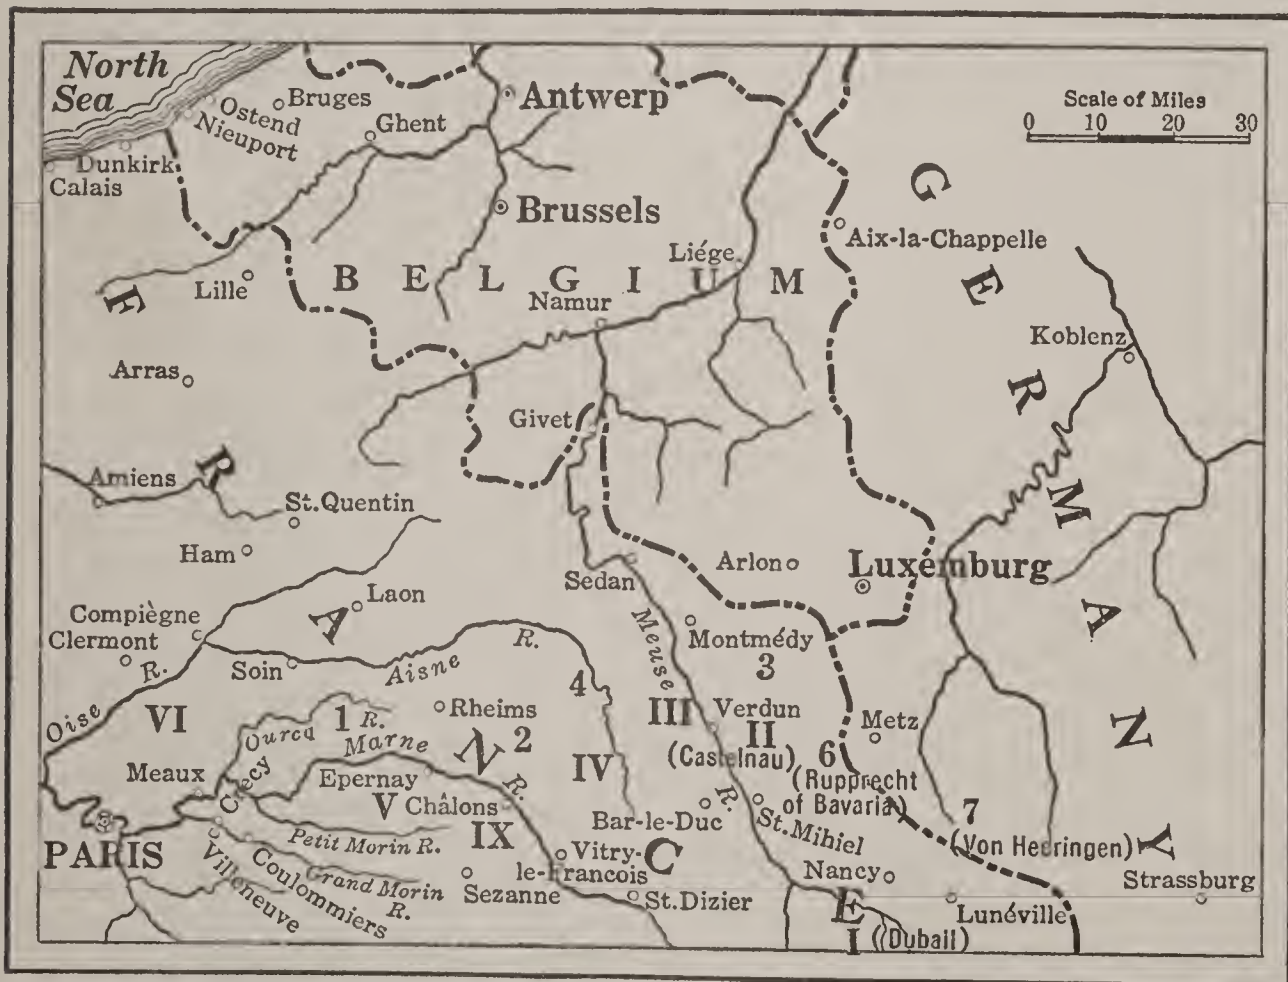 North
Sea
Bruges
Ostend
Nieuport
Dunkirk
Calais
Ghent
Antwerp
Scale of Miles
0 10 20 30
Brussels
Liége
Aix-la-Chappelle
Lille
BELGIUM
GERMANY
Namur
Koblenz
Arras
FRANCE
Givet
Amiens
St. Quentin
Ham
Sedan
Arlon
Luxemburg
Laon
Compiègne
Clermont
Oise R.
Soin
Aisne R.
Meuse R.
Montmédy
3
4
VI
1
Ourcq R.
Rheims
2
III
Verdun
II
(Castelnau)
Metz
6
(Rupprecht
of Bavaria)
Marne R.
Meaux
Crecy
Epernay
V
Châlons
IV
7
(Von Heeringen)
Bar-le-Duc
St. Mihiel
PARIS
Petit Morin R.
IX
Vitry-
le-Francois
Villeneuve
Coulommiers
Grand Morin
R.
Sezanne
St. Dizier
Nancy
Lunéville
Strassburg
I (Dubail)